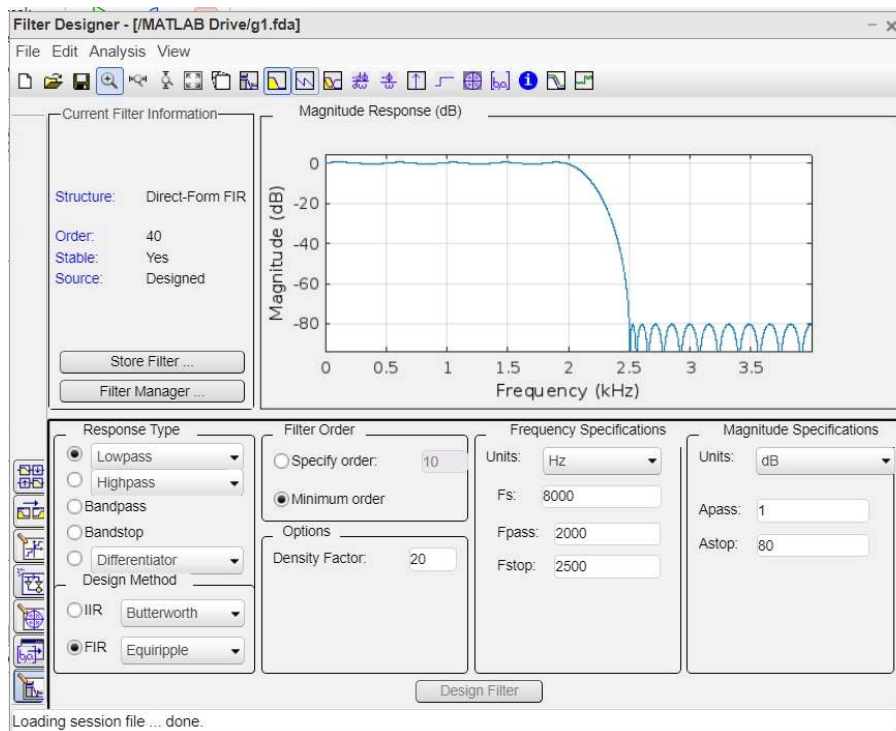 Filter Designer - [/MATLAB Drive/g1.fda]
File Edit Analysis View
Current Filter Information
Structure: Direct-Form FIR
Order: 40
Stable: Yes
Source: Designed
Store Filter ...
Filter Manager ...
Magnitude Response (dB)
Magnitude (dB)
0
-20
-40
-60
-80
0 0.5 1 1.5 2 2.5 3 3.5
Frequency (kHz)
Response Type
Lowpass
Highpass
Bandpass
Bandstop
Differentiator
Design Method
IIR Butterworth
FIR Equiripple
Filter Order
Specify order: 10
Minimum order
Options
Density Factor: 20
Frequency Specifications
Units: Hz
Fs: 8000
Fpass: 2000
Fstop: 2500
Magnitude Specifications
Units: dB
Apass: 1
Astop: 80
Design Filter
Loading session file ... done.